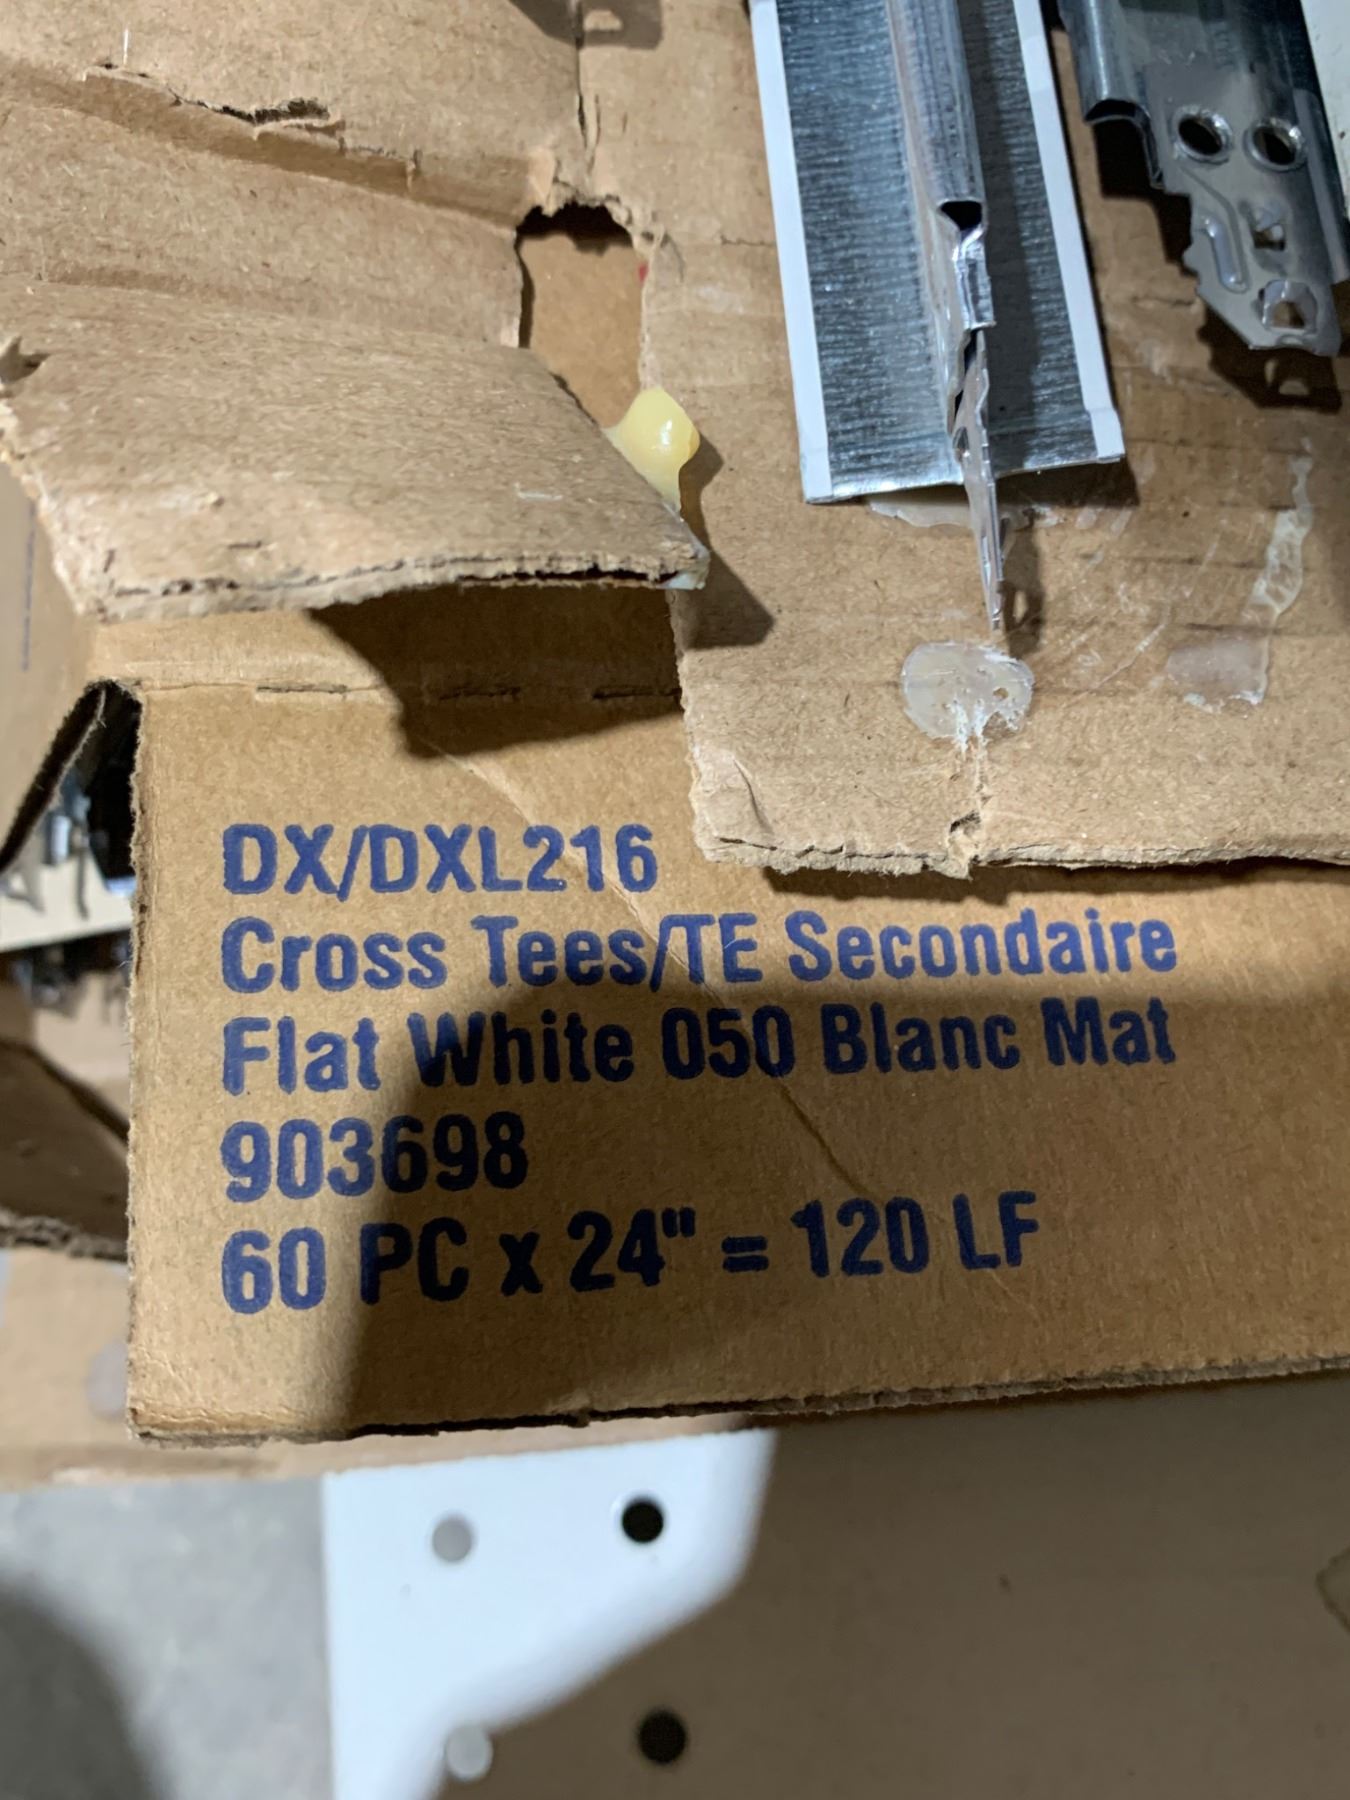 DX/DXL216
Cross Tees/TE Secondaire
Flat White 050 Blanc Mat
903698
60 PC x 24" = 120 LF